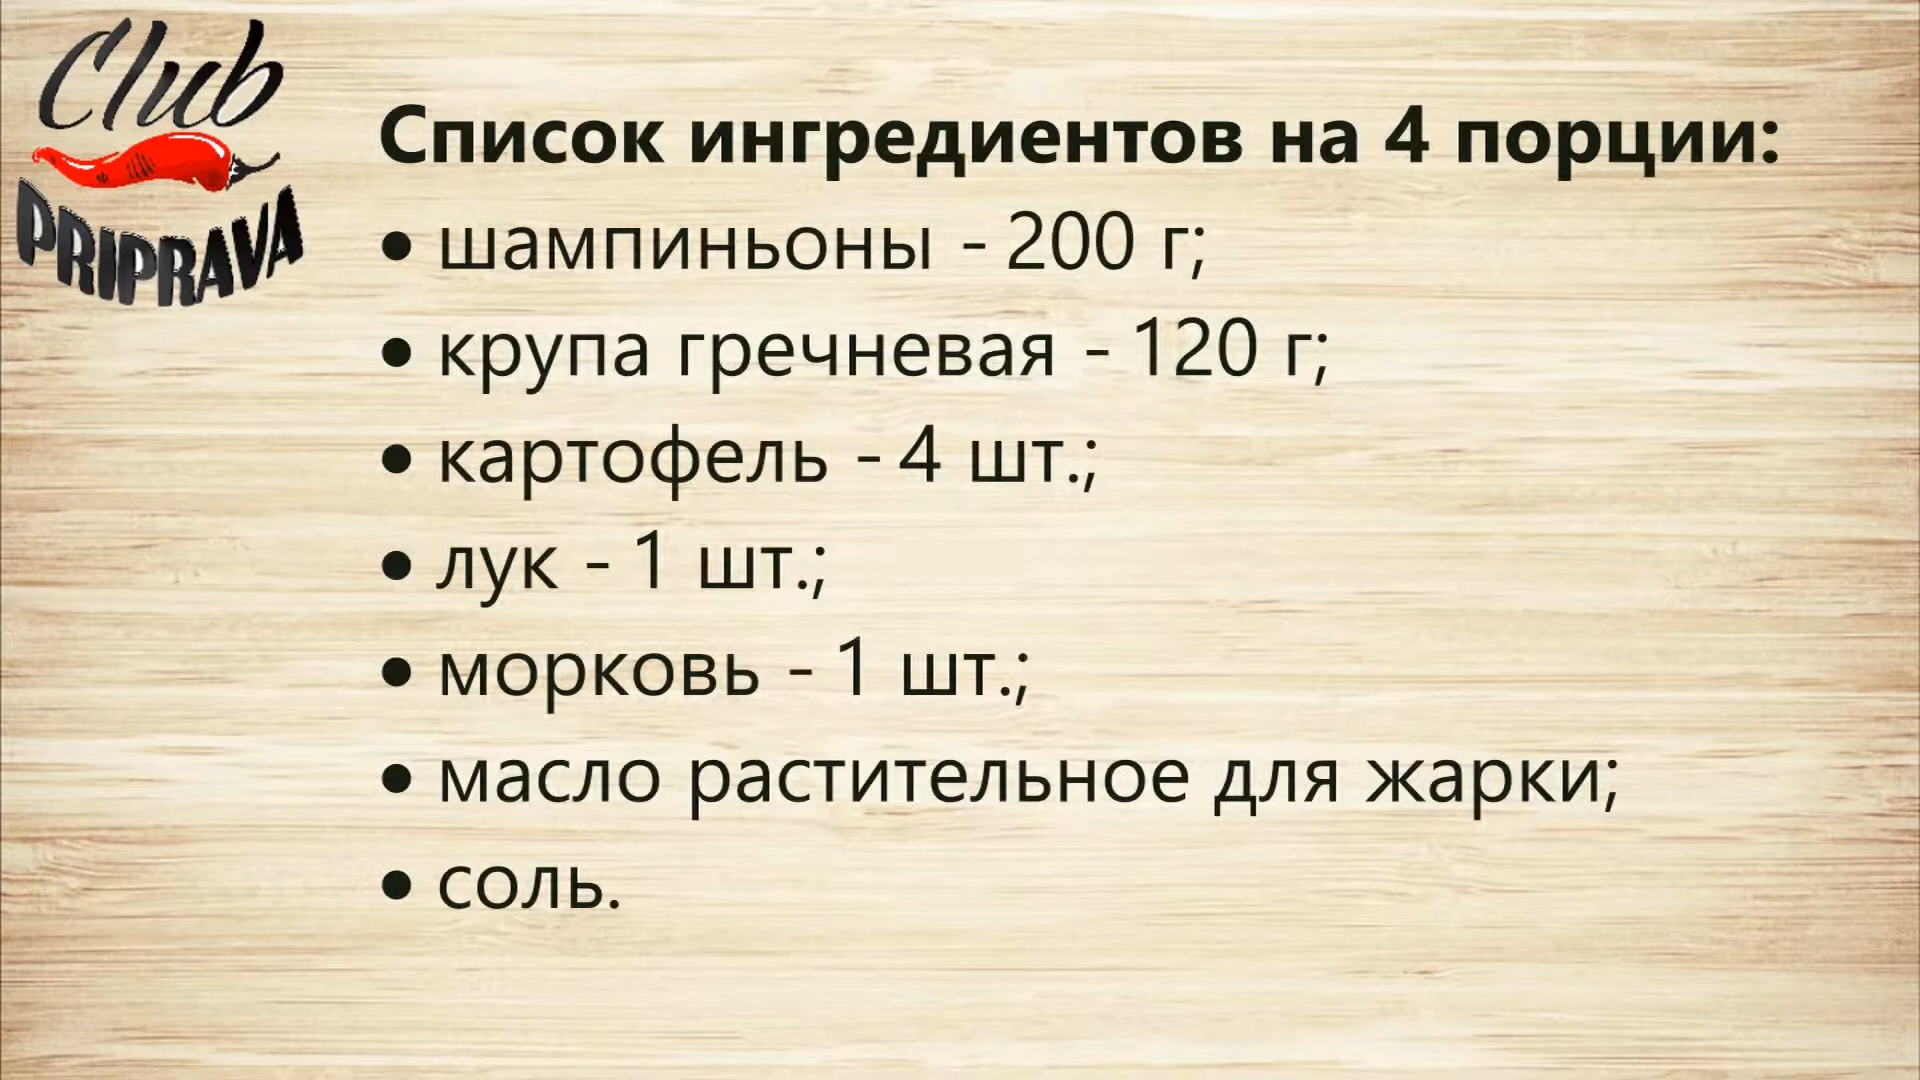 Club
PRIPRAVA
Список ингредиентов на 4 порции:
• шампиньоны - 200 г;
• крупа гречневая - 120 г;
• картофель - 4 шт.;
• лук - 1 шт.;
• морковь - 1 шт.;
• масло растительное для жарки;
• соль.